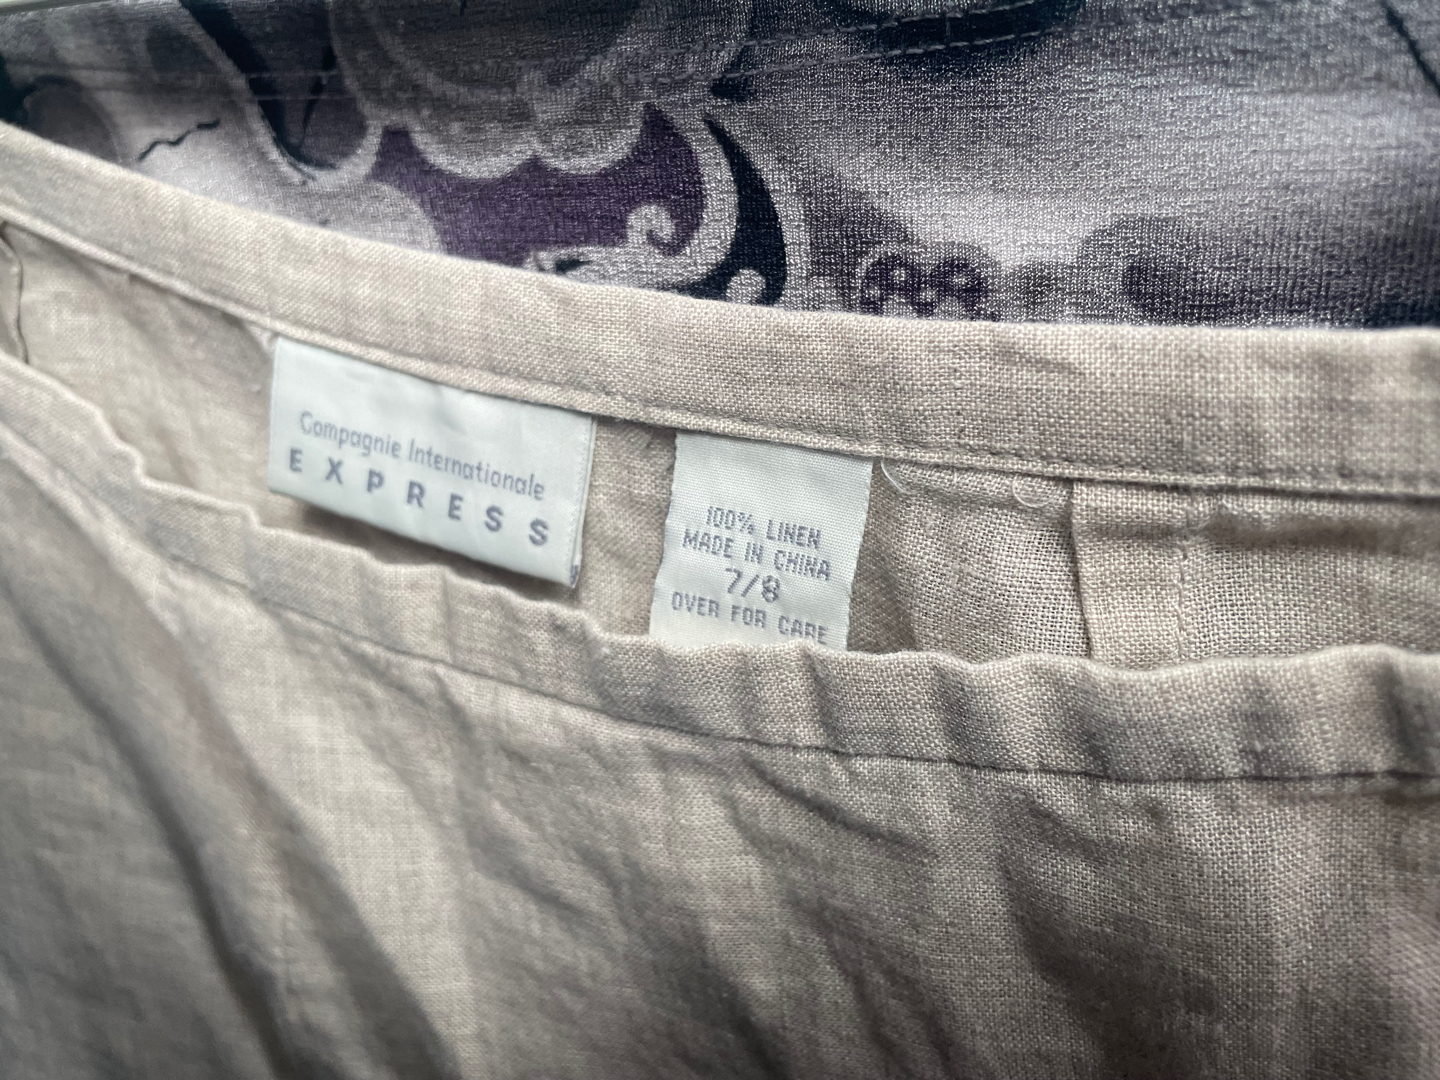 Compagnie Internationale
EXPRESS
100% LINEN
MADE IN CHINA
7/8
OVER FOR CARE